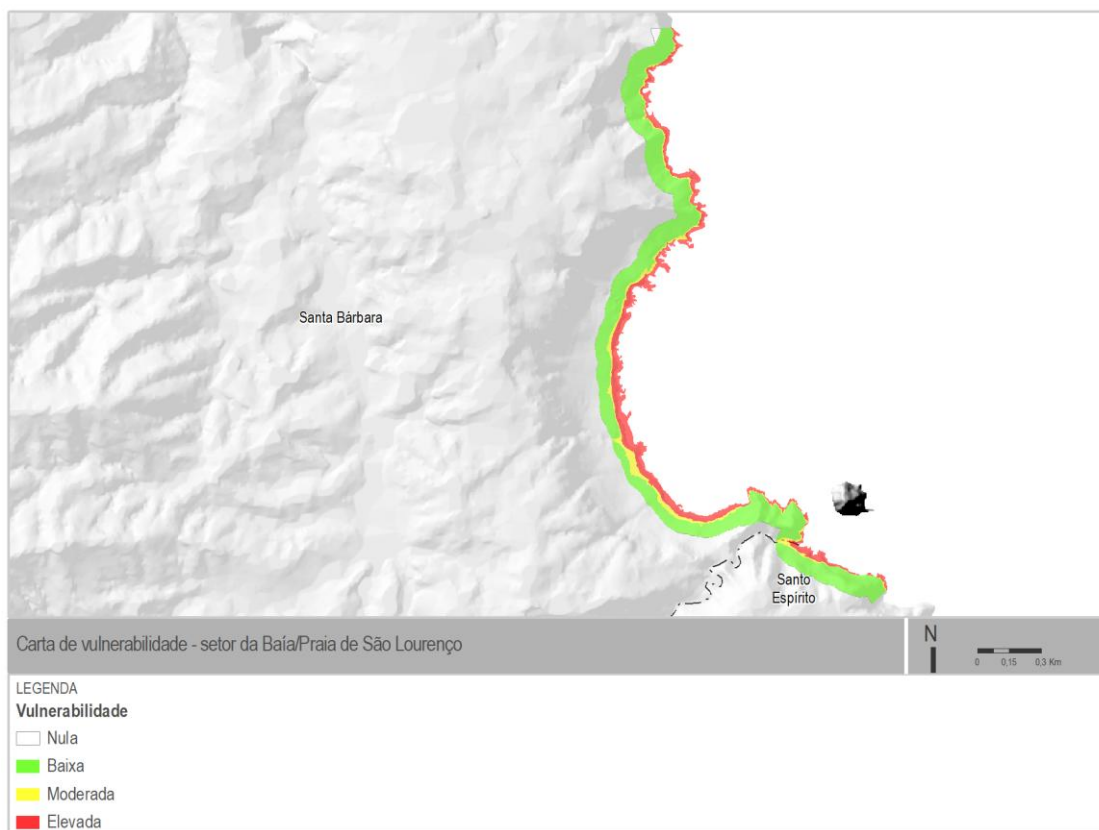 Santa Bárbara
Santo
Espírito
Carta de vulnerabilidade - setor da Baía/Praia de São Lourenço
N
0 0,15 0,3 Km
LEGENDA
Vulnerabilidade
Nula
Baixa
Moderada
Elevada